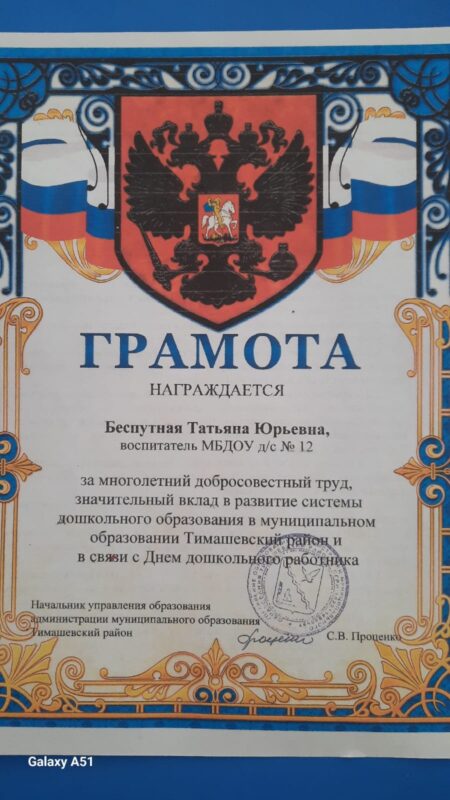 ГРАМОТА
НАГРАЖДАЕТСЯ
Беспутная Татьяна Юрьевна,
воспитатель МБДОУ д/с № 12
за многолетний добросовестный труд,
значительный вклад в развитие системы
дошкольного образования в муниципальном
образовании Тимашевский район и
в связи с Днем дошкольного работника
Начальник управления образования
администрации муниципального образования
Тимашевский район
С.В. Проценко
Galaxy A51